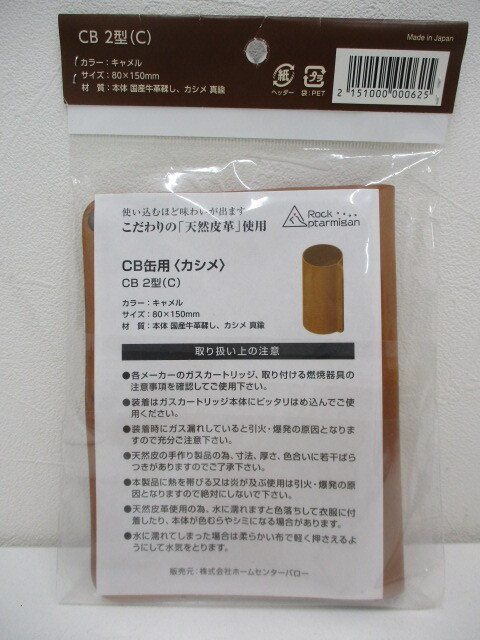 CB 2型(C)
Made in Japan
カラー：キャメル
サイズ：80×150mm
材　質：本体 国産牛革鞣し、カシメ 真鍮
紙
ヘッダー
プラ
袋：PET
2 151000 000625
使い込むほど味わいが出ます
こだわりの「天然皮革」使用
Rock
ptarmigan
CB缶用〈カシメ〉
CB 2型(C)
カラー：キャメル
サイズ：80×150mm
材　質：本体 国産牛革鞣し、カシメ 真鍮
取り扱い上の注意
●各メーカーのガスカートリッジ、取り付ける燃焼器具の
注意事項を確認してご使用下さい。
●装着はガスカートリッジ本体にピッタリはめ込んでご使
用ください。
●装着時にガス漏れしていると引火・爆発の原因となりま
すので充分ご注意下さい。
●天然皮の手作り製品の為、寸法、厚さ、色合いに若干ばら
つきがありますのでご了承下さい。
●本製品に熱を帯びる又は炎が及ぶ使用は引火・爆発の原
因となりますので絶対にしないで下さい。
●天然皮革使用の為、水に濡れますと色落ちして衣服に付
着したり、本体が色むらやシミになる場合があります。
●水に濡れてしまった場合は柔らかい布で軽く押さえるよ
うにして水気をとります。
販売元：株式会社ホームセンターバロー